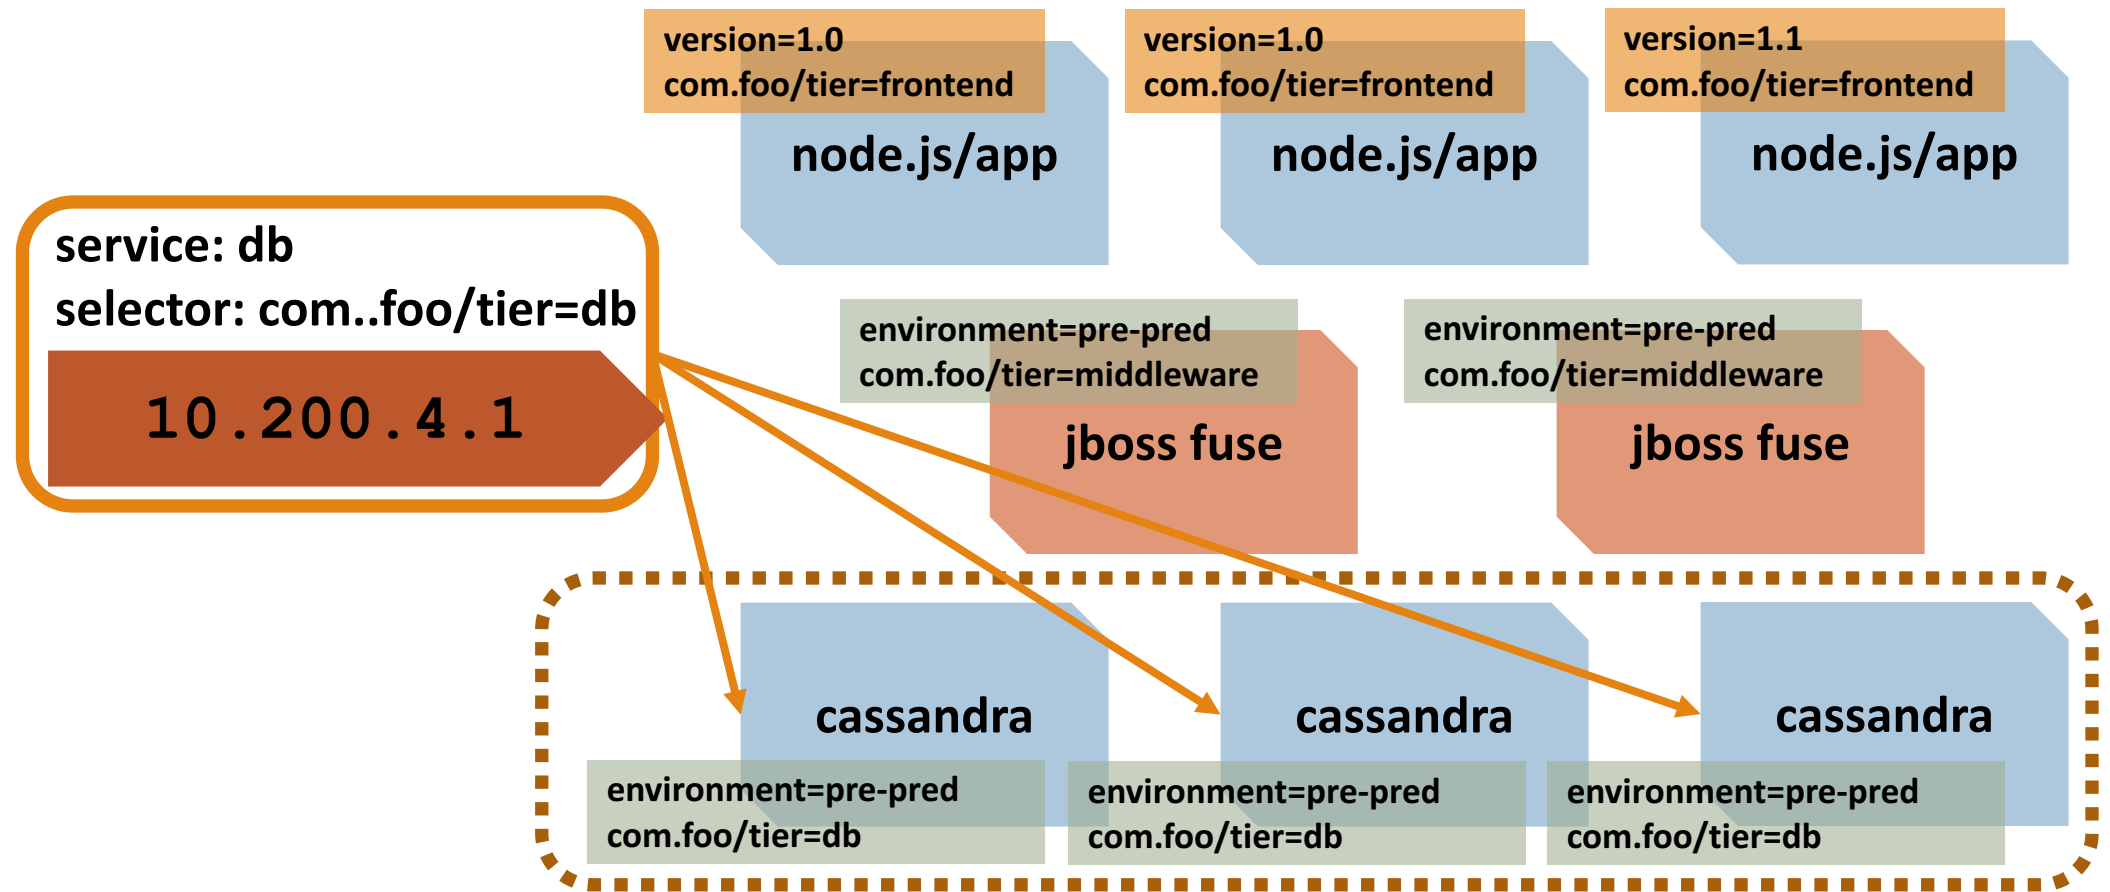 version=1.0
com.foo/tier=frontend
node.js/app
version=1.0
com.foo/tier=frontend
node.js/app
version=1.1
com.foo/tier=frontend
node.js/app
service: db
selector: com..foo/tier=db
10.200.4.1
environment=pre-pred
com.foo/tier=middleware
jboss fuse
environment=pre-pred
com.foo/tier=middleware
jboss fuse
cassandra
environment=pre-pred
com.foo/tier=db
cassandra
environment=pre-pred
com.foo/tier=db
cassandra
environment=pre-pred
com.foo/tier=db